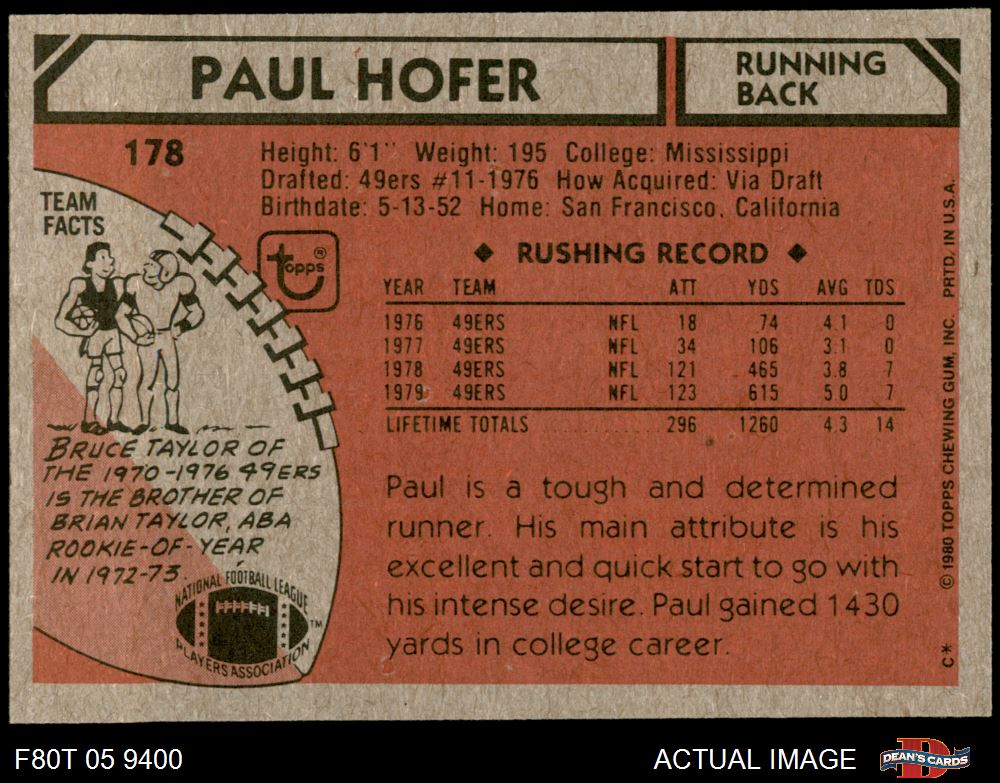 PAUL HOFER
RUNNING
BACK
178
Height: 6'1" Weight: 195 College: Mississippi
Drafted: 49ers #11-1976 How Acquired: Via Draft
Birthdate: 5-13-52 Home: San Francisco, California
TEAM
FACTS
topps®
◆ RUSHING RECORD ◆
YEAR TEAM ATT YDS AVG TDS
1976 49ERS NFL 18 74 4.1 0
1977 49ERS NFL 34 106 3.1 0
1978 49ERS NFL 121 465 3.8 7
1979 49ERS NFL 123 615 5.0 7
LIFETIME TOTALS 296 1260 4.3 14
BRUCE TAYLOR OF
THE 1970-1976 49ERS
IS THE BROTHER OF
BRIAN TAYLOR, ABA
ROOKIE-OF-YEAR
IN 1972-73.
NATIONAL FOOTBALL LEAGUE
PLAYERS ASSOCIATION
TM
Paul is a tough and determined
runner. His main attribute is his
excellent and quick start to go with
his intense desire. Paul gained 1430
yards in college career.
C* © 1980 TOPPS CHEWING GUM, INC. PRTD. IN U.S.A.
F80T 05 9400
ACTUAL IMAGE
D
DEAN'S CARDS